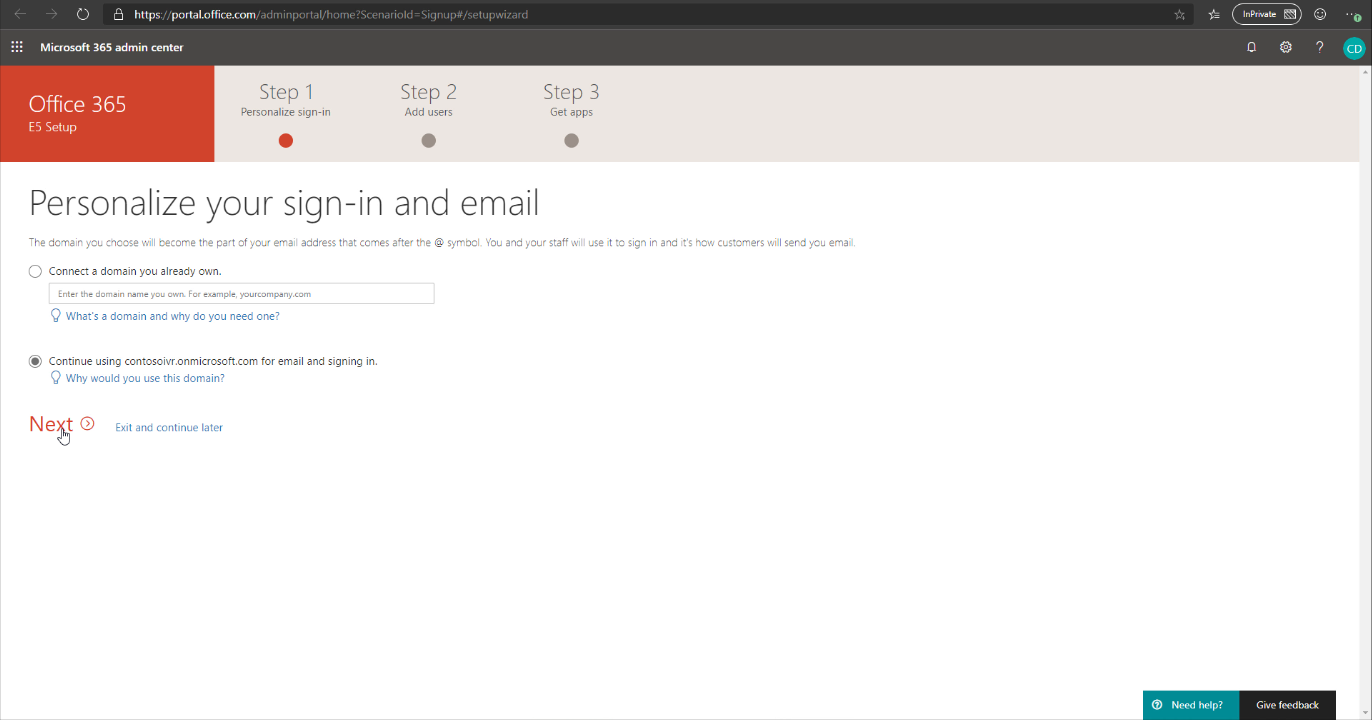 https://portal.office.com/adminportal/home?ScenarioId=Signup#/setupwizard
InPrivate
Microsoft 365 admin center
?
CD
Office 365
E5 Setup
Step 1
Personalize sign-in
Step 2
Add users
Step 3
Get apps
Personalize your sign-in and email
The domain you choose will become the part of your email address that comes after the @ symbol. You and your staff will use it to sign in and it's how customers will send you email.
Connect a domain you already own.
Enter the domain name you own. For example, yourcompany.com
What's a domain and why do you need one?
Continue using contosoivr.onmicrosoft.com for email and signing in.
Why would you use this domain?
Next
Exit and continue later
Need help?
Give feedback